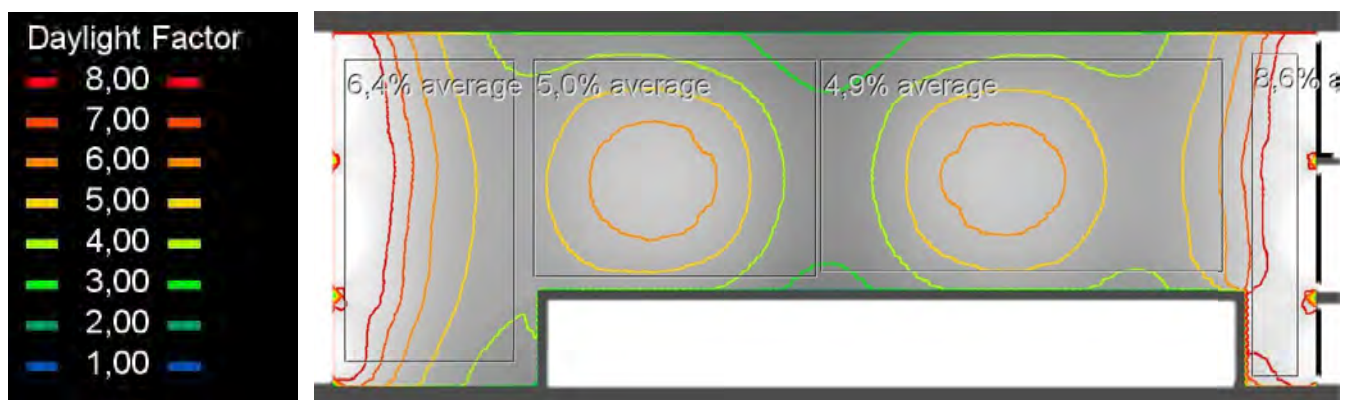 Daylight Factor
8,00
7,00
6,00
5,00
4,00
3,00
2,00
1,00
6,4% average
5,0% average
4,9% average
8,6% a